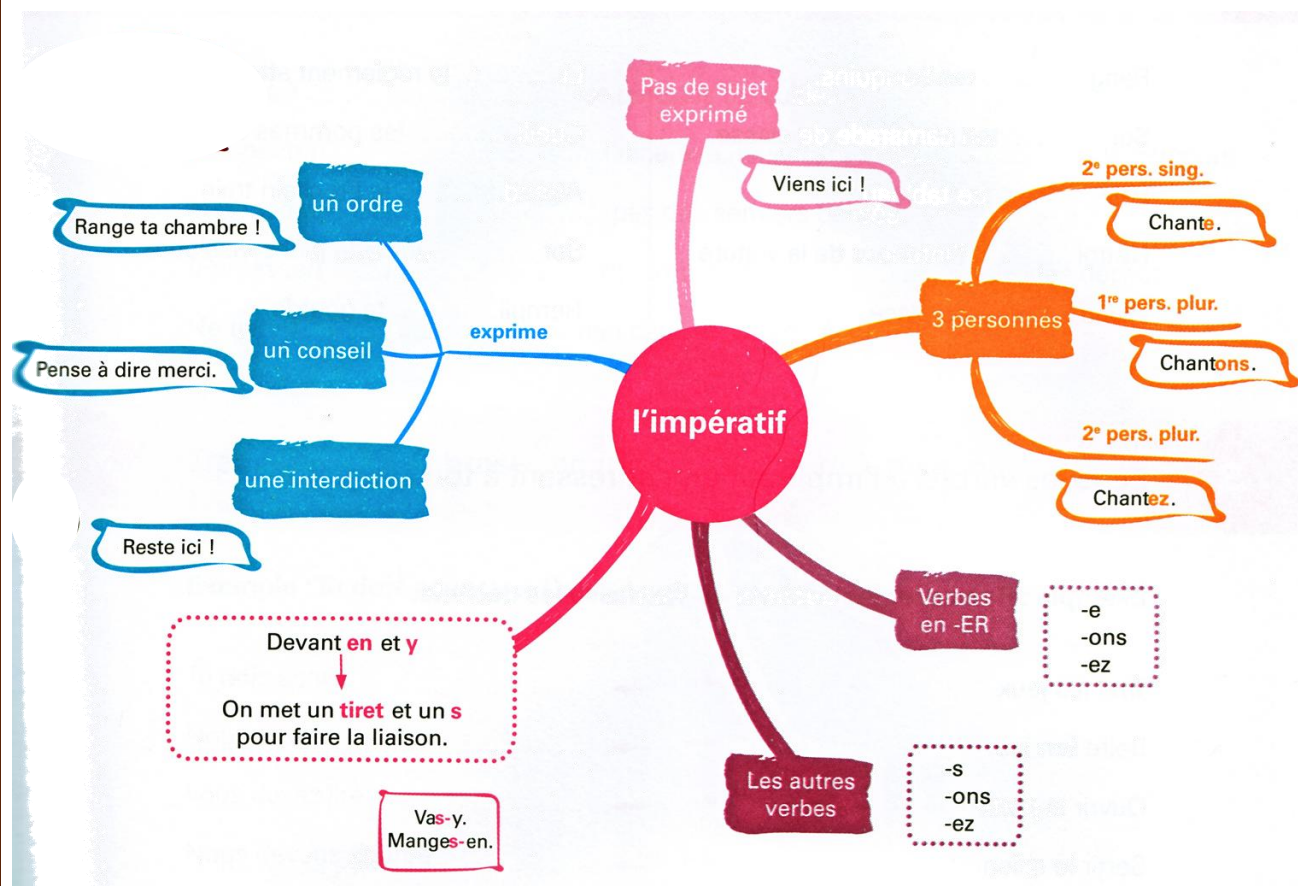 Pas de sujet
exprimé
Viens ici !
un ordre
Range ta chambre !
exprime
un conseil
Pense à dire merci.
une interdiction
Reste ici !
l'impératif
3 personnes
2e pers. sing.
Chante.
1re pers. plur.
Chantons.
2e pers. plur.
Chantez.
Verbes
en -ER
-e
-ons
-ez
Les autres
verbes
-s
-ons
-ez
Devant en et y
On met un tiret et un s
pour faire la liaison.
Vas-y.
Manges-en.